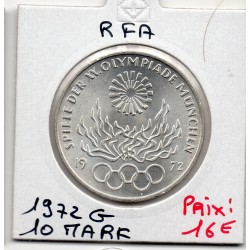 RFA
SPIELE DER XX. OLYMPIADE MÜNCHEN
19 72
1972 G
10 MARK
Prix:
16€